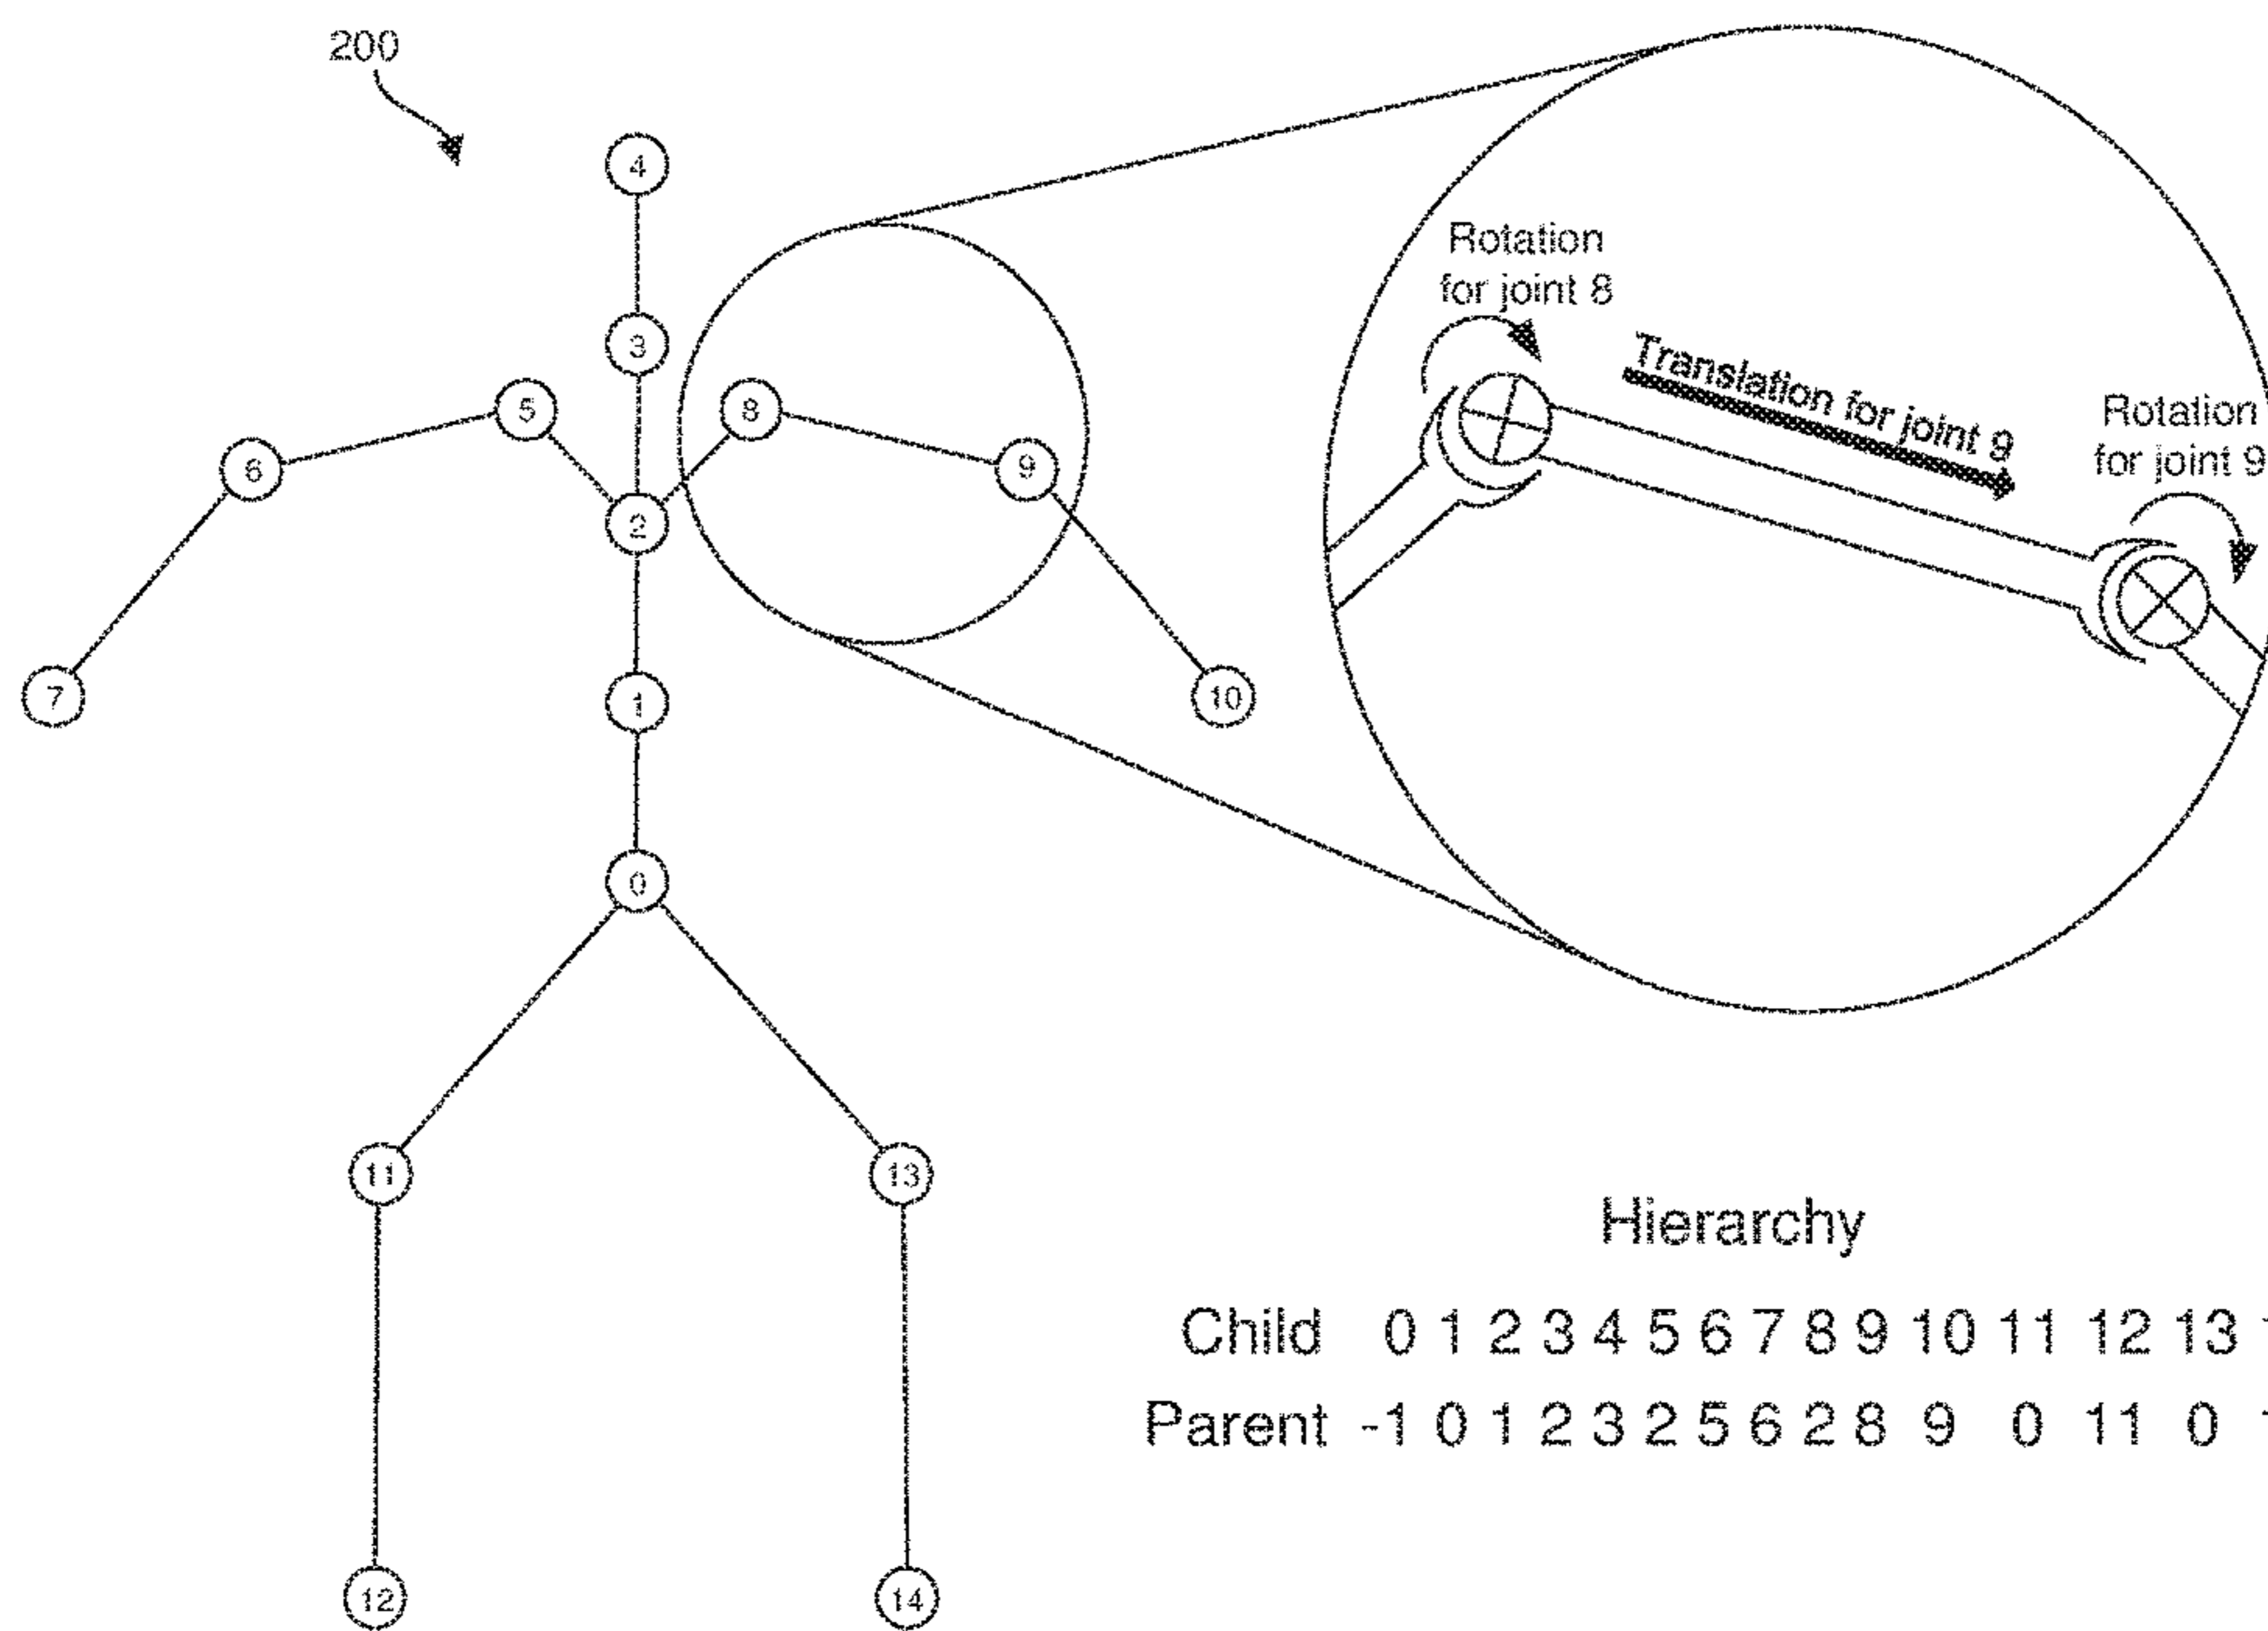 200
4
3
5
8
6
9
2
7
1
10
0
11
13
12
14
Rotation
for joint 8
Translation for joint 9
Rotation
for joint 9
Hierarchy
Child 0 1 2 3 4 5 6 7 8 9 10 11 12 13
Parent -1 0 1 2 3 2 5 6 2 8 9 0 11 0